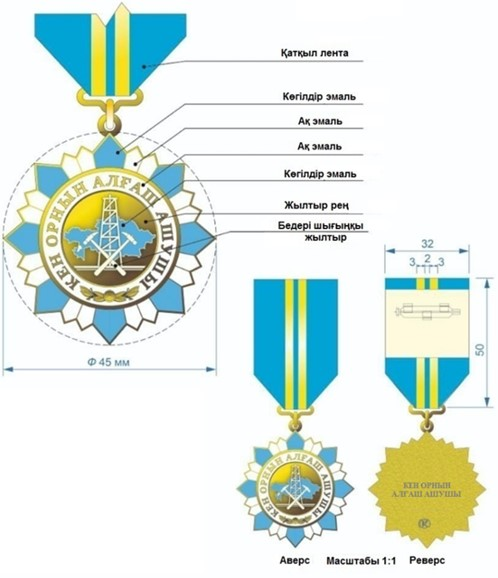 Қатқыл лента
Көгілдір эмаль
Ақ эмаль
Ақ эмаль
Көгілдір эмаль
Жылтыр рең
Бедері шығыңқы
жылтыр
КЕН ОРНЫН АЛҒАШ АШУШЫ
Ф 45 мм
32
3 2 3
50
КЕН ОРНЫН АЛҒАШ АШУШЫ
КЕН ОРНЫН
АЛҒАШ АШУШЫ
Аверс Масштабы 1:1 Реверс